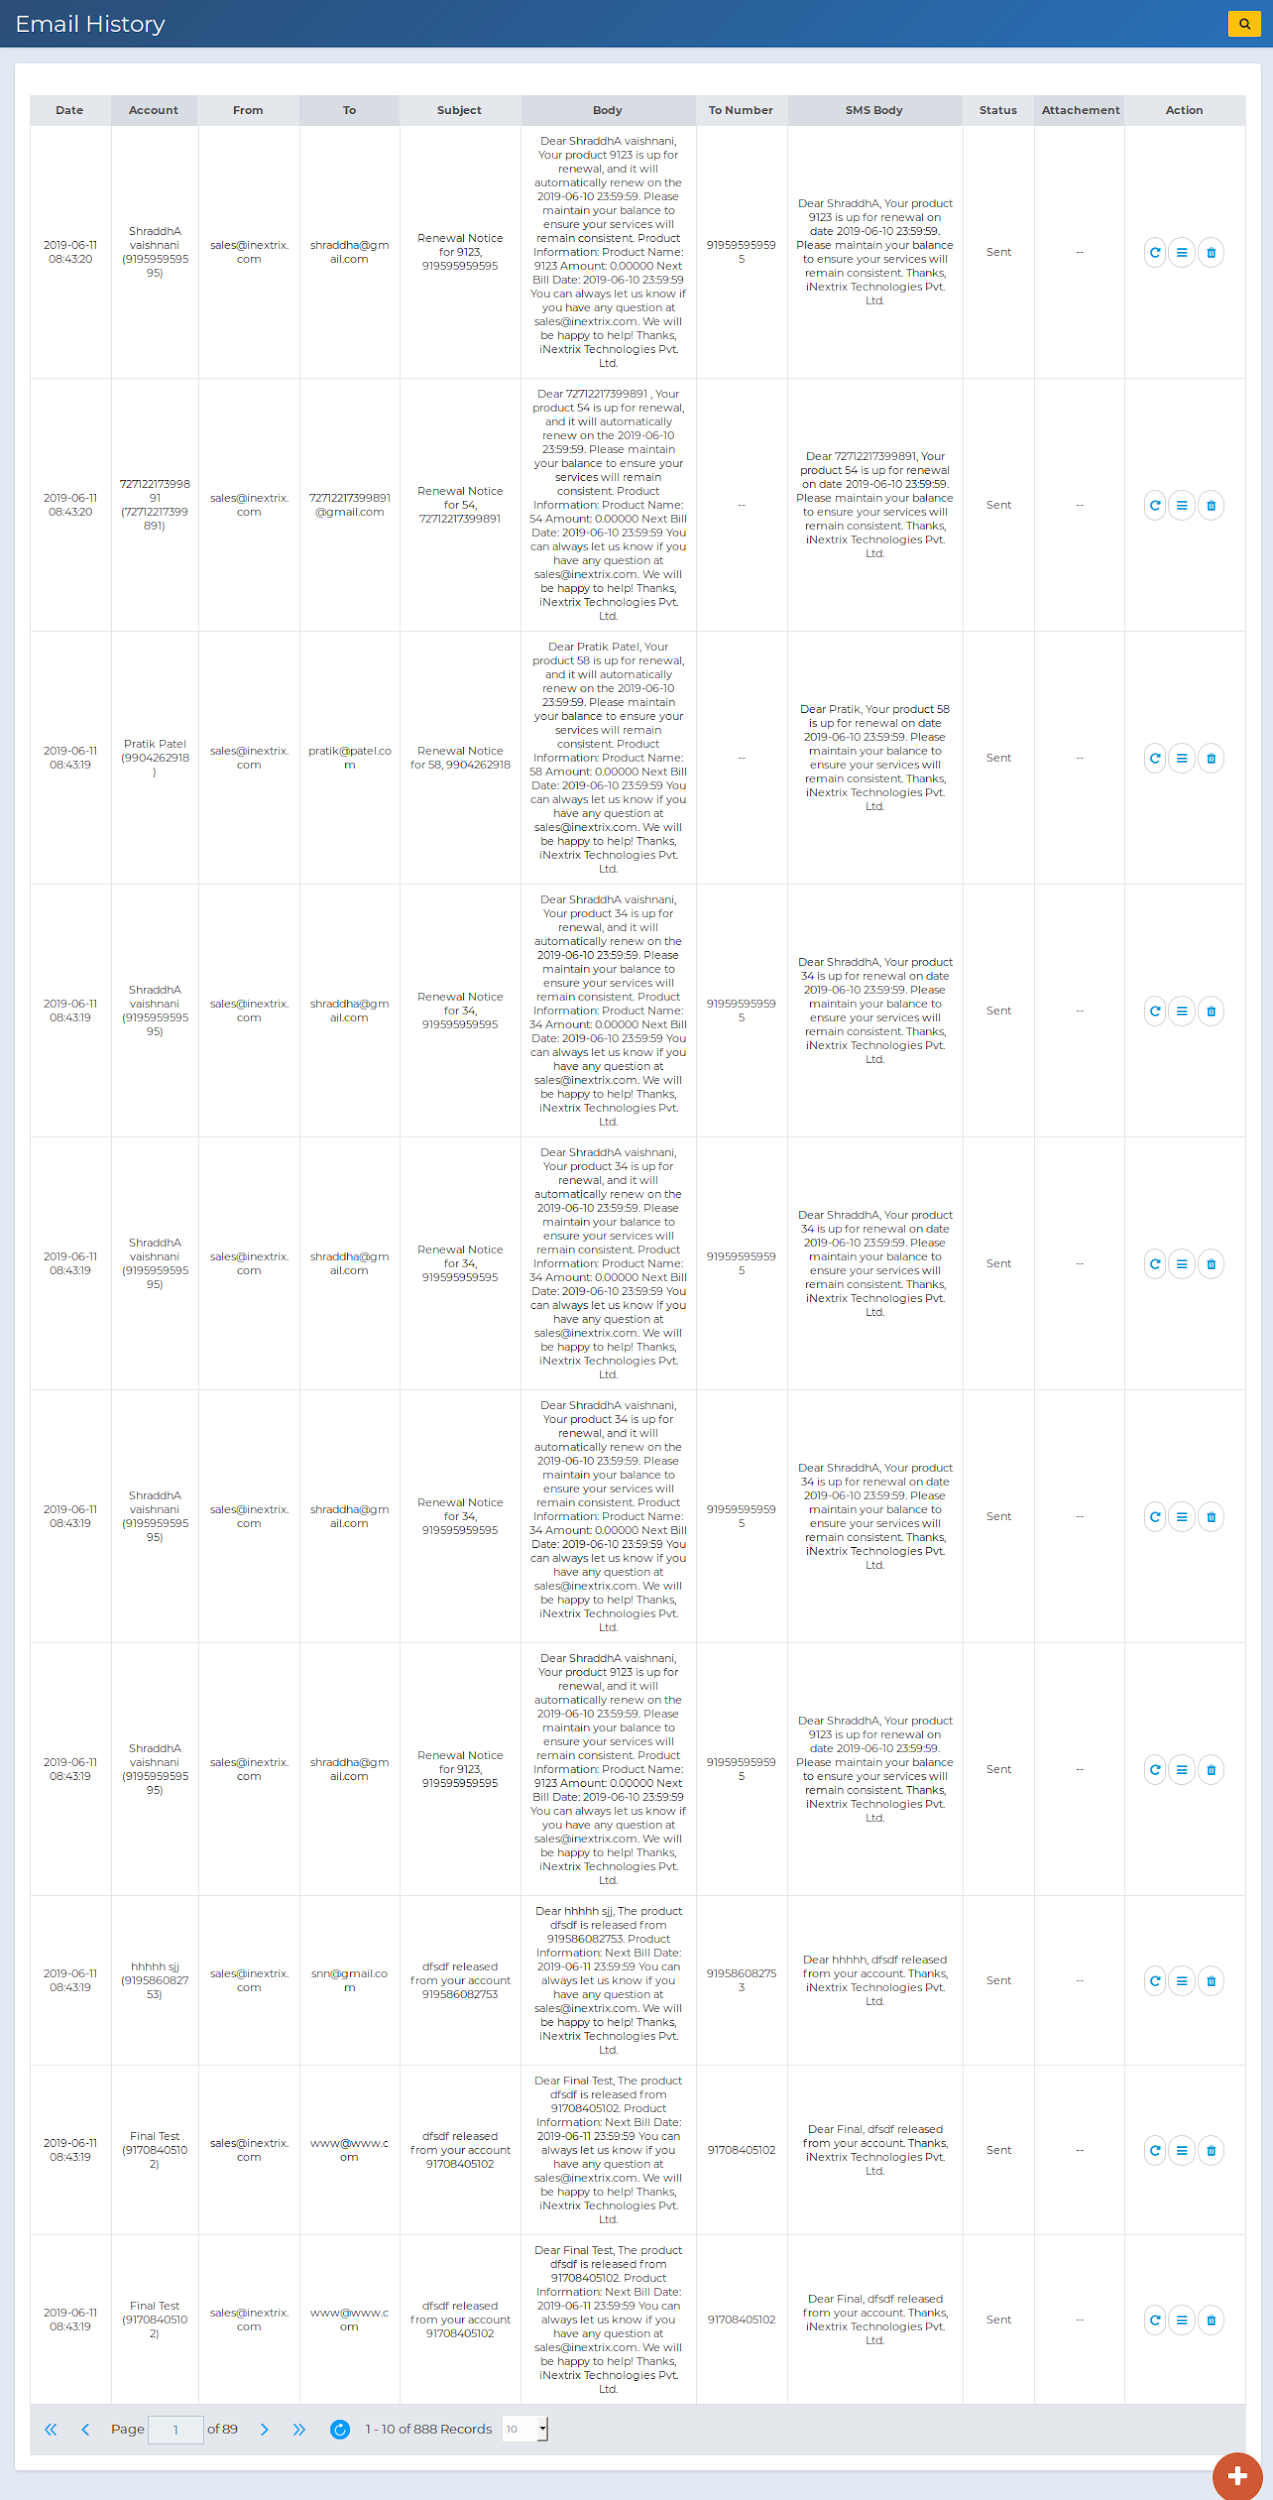 Email History
Date Account From To Subject Body To Number SMS Body Status Attachement Action
2019-06-11
08:43:20
ShraddhA
vaishnani
(9195959595
95)
sales@inextrix.
com
shraddha@gm
ail.com
Renewal Notice
for 9123,
919595959595
Dear ShraddhA vaishnani,
Your product 9123 is up for
renewal, and it will
automatically renew on the
2019-06-10 23:59:59. Please
maintain your balance to
ensure your services will
remain consistent. Product
Information: Product Name:
9123 Amount: 0.00000 Next
Bill Date: 2019-06-10 23:59:59
You can always let us know if
you have any question at
sales@inextrix.com. We will
be happy to help! Thanks,
iNextrix Technologies Pvt.
Ltd.
91959595959
5
Dear ShraddhA, Your product
9123 is up for renewal on
date 2019-06-10 23:59:59.
Please maintain your balance
to ensure your services will
remain consistent. Thanks,
iNextrix Technologies Pvt.
Ltd.
Sent
--
2019-06-11
08:43:20
727122173998
91
(72712217399
891)
sales@inextrix.
com
72712217399891
@gmail.com
Renewal Notice
for 54,
72712217399891
Dear 72712217399891 , Your
product 54 is up for renewal,
and it will automatically
renew on the 2019-06-10
23:59:59. Please maintain
your balance to ensure your
services will remain
consistent. Product
Information: Product Name:
54 Amount: 0.00000 Next Bill
Date: 2019-06-10 23:59:59 You
can always let us know if you
have any question at
sales@inextrix.com. We will
be happy to help! Thanks,
iNextrix Technologies Pvt.
Ltd.
--
Dear 72712217399891, Your
product 54 is up for renewal
on date 2019-06-10 23:59:59.
Please maintain your balance
to ensure your services will
remain consistent. Thanks,
iNextrix Technologies Pvt.
Ltd.
Sent
--
2019-06-11
08:43:19
Pratik Patel
(9904262918
)
sales@inextrix.
com
pratik@patel.co
m
Renewal Notice
for 58, 9904262918
Dear Pratik Patel, Your
product 58 is up for renewal,
and it will automatically
renew on the 2019-06-10
23:59:59. Please maintain
your balance to ensure your
services will remain
consistent. Product
Information: Product Name:
58 Amount: 0.00000 Next Bill
Date: 2019-06-10 23:59:59 You
can always let us know if you
have any question at
sales@inextrix.com. We will
be happy to help! Thanks,
iNextrix Technologies Pvt.
Ltd.
--
Dear Pratik, Your product 58
is up for renewal on date
2019-06-10 23:59:59. Please
maintain your balance to
ensure your services will
remain consistent. Thanks,
iNextrix Technologies Pvt.
Ltd.
Sent
--
2019-06-11
08:43:19
ShraddhA
vaishnani
(9195959595
95)
sales@inextrix.
com
shraddha@gm
ail.com
Renewal Notice
for 34,
919595959595
Dear ShraddhA vaishnani,
Your product 34 is up for
renewal, and it will
automatically renew on the
2019-06-10 23:59:59. Please
maintain your balance to
ensure your services will
remain consistent. Product
Information: Product Name:
34 Amount: 0.00000 Next Bill
Date: 2019-06-10 23:59:59 You
can always let us know if you
have any question at
sales@inextrix.com. We will
be happy to help! Thanks,
iNextrix Technologies Pvt.
Ltd.
91959595959
5
Dear ShraddhA, Your product
34 is up for renewal on date
2019-06-10 23:59:59. Please
maintain your balance to
ensure your services will
remain consistent. Thanks,
iNextrix Technologies Pvt.
Ltd.
Sent
--
2019-06-11
08:43:19
ShraddhA
vaishnani
(9195959595
95)
sales@inextrix.
com
shraddha@gm
ail.com
Renewal Notice
for 34,
919595959595
Dear ShraddhA vaishnani,
Your product 34 is up for
renewal, and it will
automatically renew on the
2019-06-10 23:59:59. Please
maintain your balance to
ensure your services will
remain consistent. Product
Information: Product Name:
34 Amount: 0.00000 Next Bill
Date: 2019-06-10 23:59:59 You
can always let us know if you
have any question at
sales@inextrix.com. We will
be happy to help! Thanks,
iNextrix Technologies Pvt.
Ltd.
91959595959
5
Dear ShraddhA, Your product
34 is up for renewal on date
2019-06-10 23:59:59. Please
maintain your balance to
ensure your services will
remain consistent. Thanks,
iNextrix Technologies Pvt.
Ltd.
Sent
--
2019-06-11
08:43:19
ShraddhA
vaishnani
(9195959595
95)
sales@inextrix.
com
shraddha@gm
ail.com
Renewal Notice
for 34,
919595959595
Dear ShraddhA vaishnani,
Your product 34 is up for
renewal, and it will
automatically renew on the
2019-06-10 23:59:59. Please
maintain your balance to
ensure your services will
remain consistent. Product
Information: Product Name:
34 Amount: 0.00000 Next Bill
Date: 2019-06-10 23:59:59 You
can always let us know if you
have any question at
sales@inextrix.com. We will
be happy to help! Thanks,
iNextrix Technologies Pvt.
Ltd.
91959595959
5
Dear ShraddhA, Your product
34 is up for renewal on date
2019-06-10 23:59:59. Please
maintain your balance to
ensure your services will
remain consistent. Thanks,
iNextrix Technologies Pvt.
Ltd.
Sent
--
2019-06-11
08:43:19
ShraddhA
vaishnani
(9195959595
95)
sales@inextrix.
com
shraddha@gm
ail.com
Renewal Notice
for 9123,
919595959595
Dear ShraddhA vaishnani,
Your product 9123 is up for
renewal, and it will
automatically renew on the
2019-06-10 23:59:59. Please
maintain your balance to
ensure your services will
remain consistent. Product
Information: Product Name:
9123 Amount: 0.00000 Next
Bill Date: 2019-06-10 23:59:59
You can always let us know if
you have any question at
sales@inextrix.com. We will
be happy to help! Thanks,
iNextrix Technologies Pvt.
Ltd.
91959595959
5
Dear ShraddhA, Your product
9123 is up for renewal on
date 2019-06-10 23:59:59.
Please maintain your balance
to ensure your services will
remain consistent. Thanks,
iNextrix Technologies Pvt.
Ltd.
Sent
--
2019-06-11
08:43:19
hhhhh sjj
(9195860827
53)
sales@inextrix.
com
snn@gmail.co
m
dfsdf released
from your account
919586082753
Dear hhhhh sjj, The product
dfsdf is released from
919586082753. Product
Information: Next Bill Date:
2019-06-11 23:59:59 You can
always let us know if you
have any question at
sales@inextrix.com. We will
be happy to help! Thanks,
iNextrix Technologies Pvt.
Ltd.
91958608275
3
Dear hhhhh, dfsdf released
from your account. Thanks,
iNextrix Technologies Pvt.
Ltd.
Sent
--
2019-06-11
08:43:19
Final Test
(9170840510
2)
sales@inextrix.
com
www@www.c
om
dfsdf released
from your account
91708405102
Dear Final Test, The product
dfsdf is released from
91708405102. Product
Information: Next Bill Date:
2019-06-11 23:59:59 You can
always let us know if you
have any question at
sales@inextrix.com. We will
be happy to help! Thanks,
iNextrix Technologies Pvt.
Ltd.
91708405102
Dear Final, dfsdf released
from your account. Thanks,
iNextrix Technologies Pvt.
Ltd.
Sent
--
2019-06-11
08:43:19
Final Test
(9170840510
2)
sales@inextrix.
com
www@www.c
om
dfsdf released
from your account
91708405102
Dear Final Test, The product
dfsdf is released from
91708405102. Product
Information: Next Bill Date:
2019-06-11 23:59:59 You can
always let us know if you
have any question at
sales@inextrix.com. We will
be happy to help! Thanks,
iNextrix Technologies Pvt.
Ltd.
91708405102
Dear Final, dfsdf released
from your account. Thanks,
iNextrix Technologies Pvt.
Ltd.
Sent
--
Page 1 of 89 1 - 10 of 888 Records 10